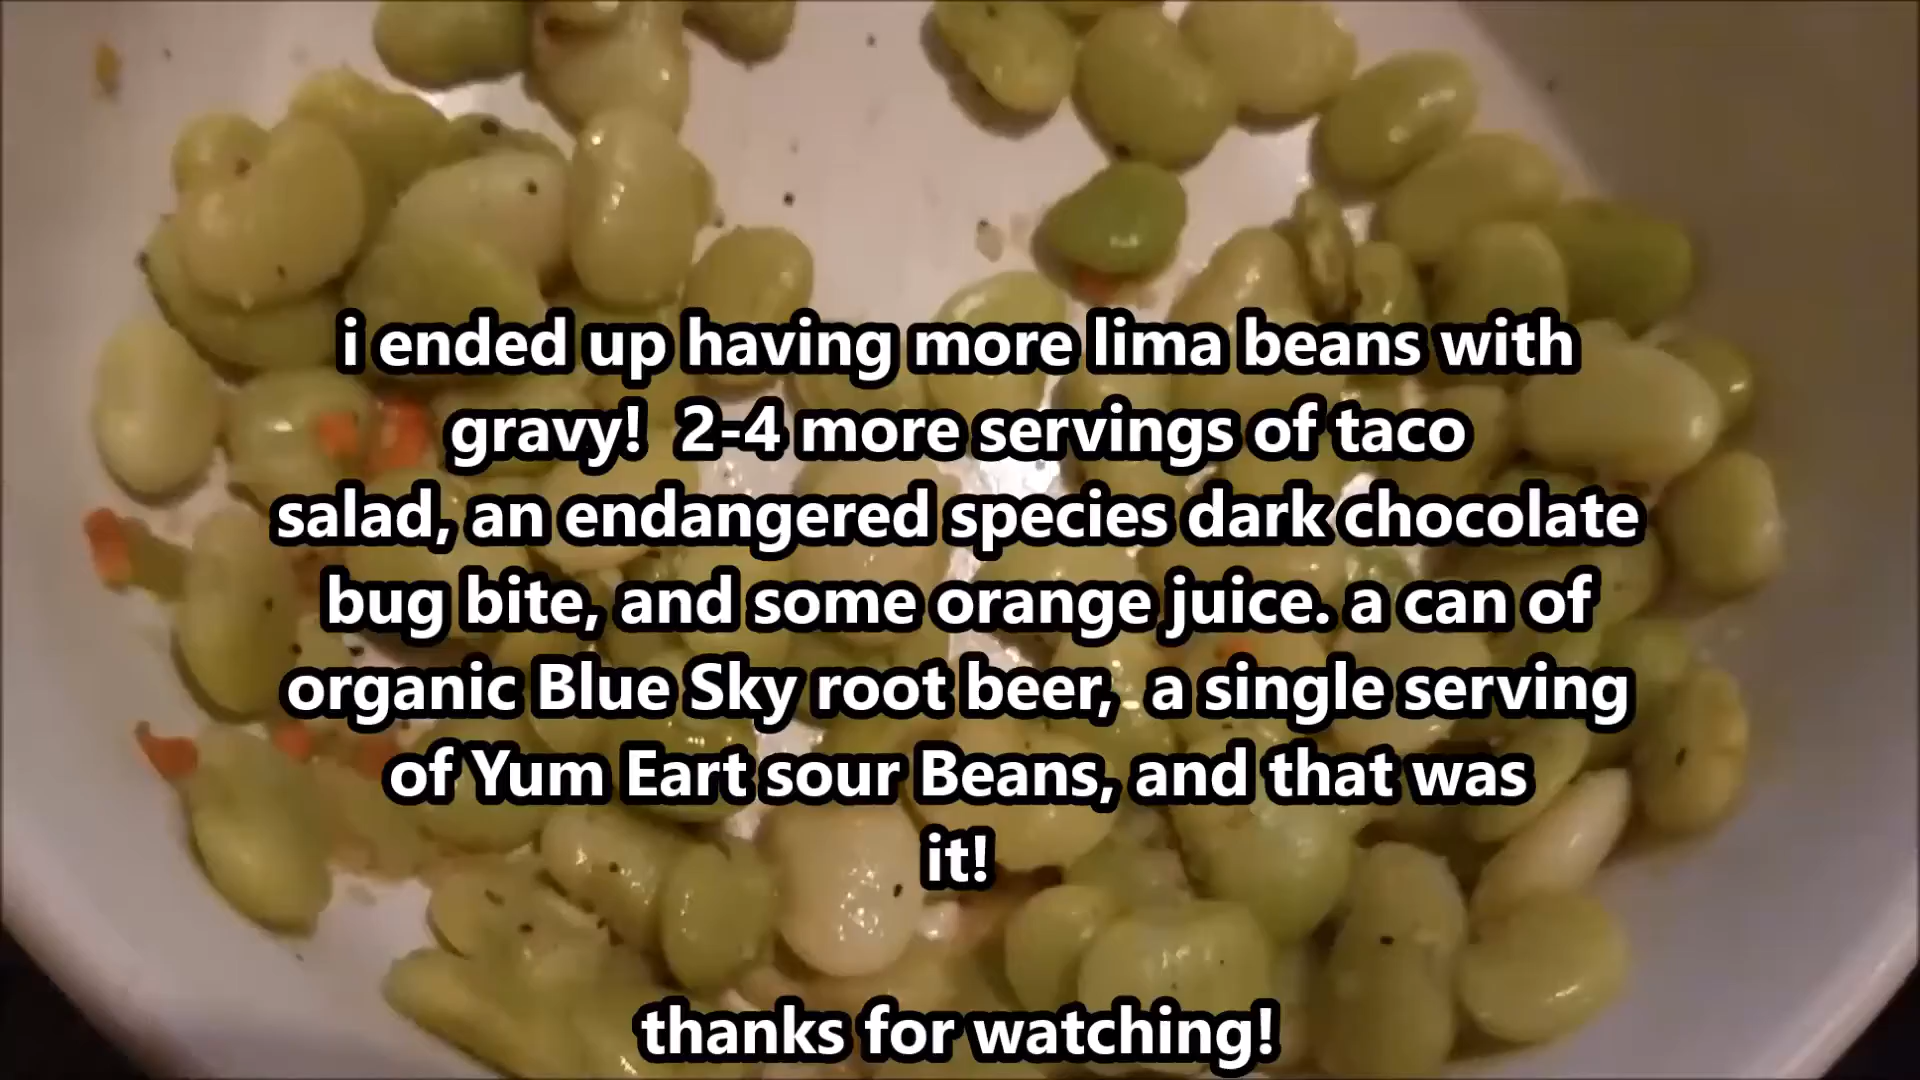 i ended up having more lima beans with
gravy!  2-4 more servings of taco
salad, an endangered species dark chocolate
bug bite, and some orange juice. a can of
organic Blue Sky root beer,  a single serving
of Yum Eart sour Beans, and that was
it!
thanks for watching!